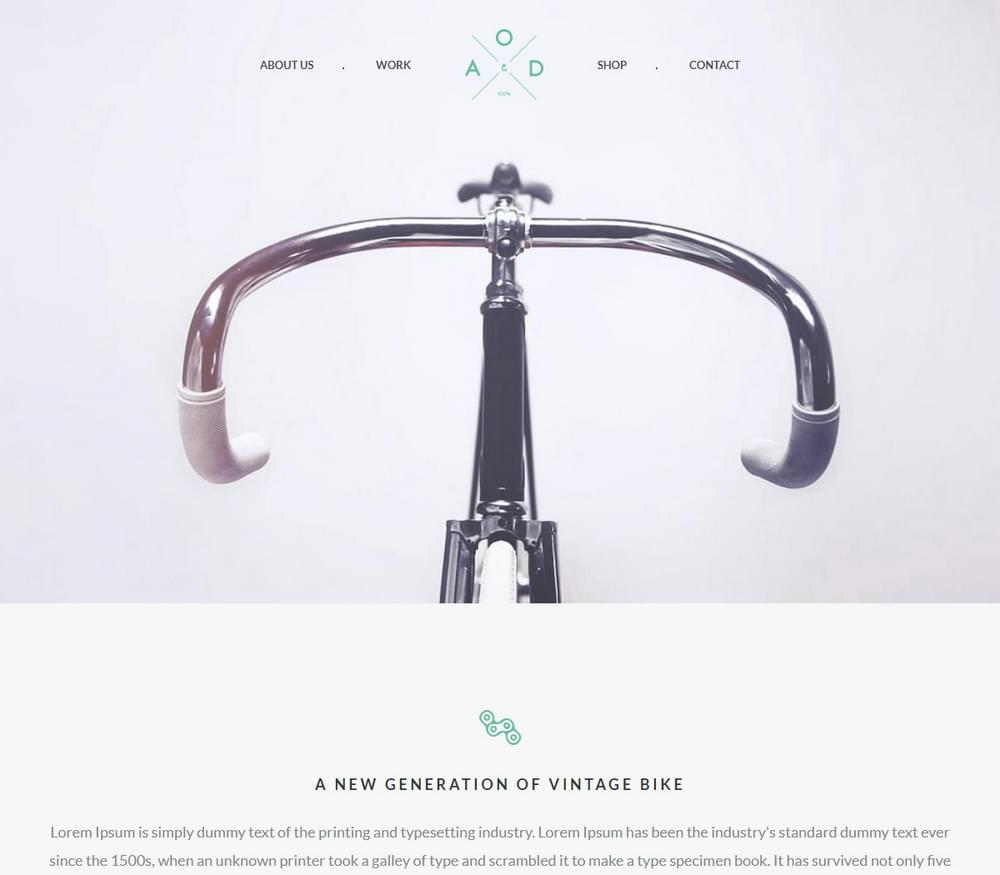 O
ABOUT US . WORK A & D SHOP . CONTACT
100%
A NEW GENERATION OF VINTAGE BIKE
Lorem Ipsum is simply dummy text of the printing and typesetting industry. Lorem Ipsum has been the industry's standard dummy text ever
since the 1500s, when an unknown printer took a galley of type and scrambled it to make a type specimen book. It has survived not only five